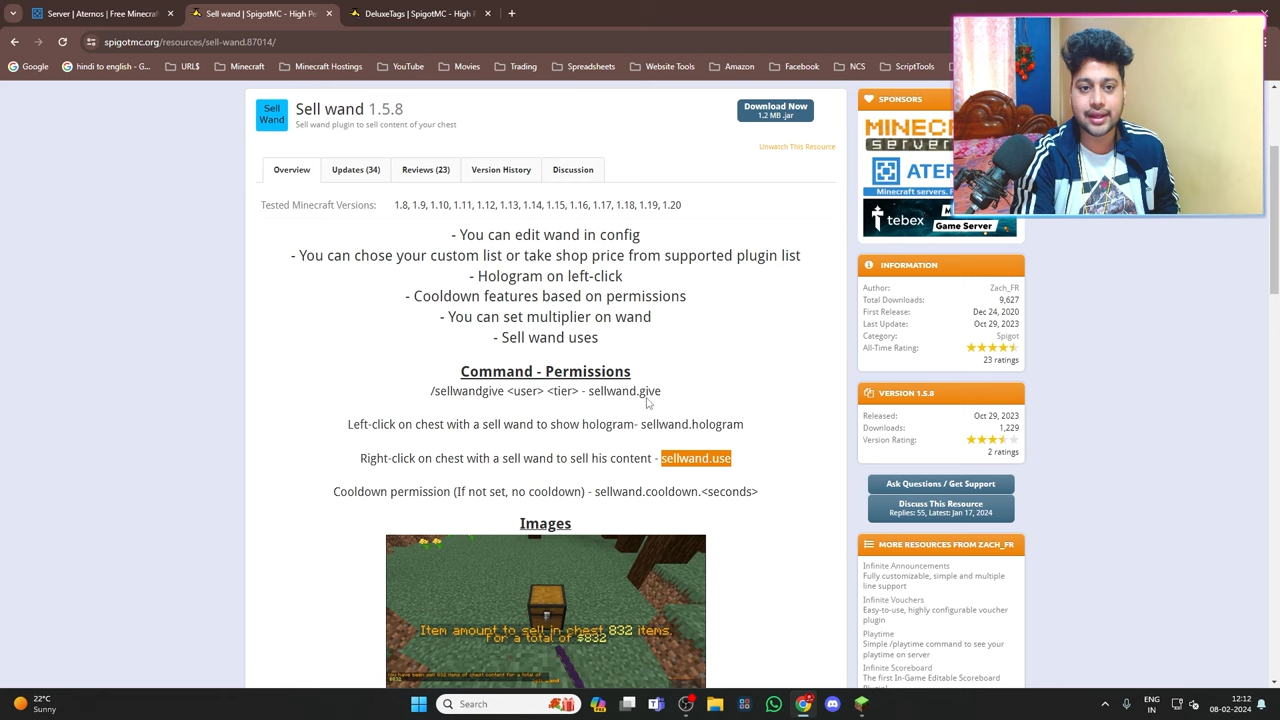 Aternos
Aternos
SpigotMC - High P
spigotmc.org/resources/sell-wand.87014/
Google
hindi to english - G...
URL$
Minecraft
Minecraft Hostings
YouTube
Movies
Trading
Spreadsheets
Website Tools
Amazon
Facebook
NCS
ScriptTools
Sell
Wand
Sell wand 1.5.8
Sell wand plugin to sell content of your chest
Download Now
1.2 MB .jar
Unwatch This Resource
Overview
Updates (34)
Reviews (23)
Version History
Discussion
Tested Minecraft Versions: 1.8, 1.9, 1.10, 1.11, 1.12, 1.13, 1.14, 1.15, 1.16, 1.17, 1.18, 1.19, 1.20
- You can edit wand in config
- You can chose your custom list or take shop price from supported plugin list
- Hologram on left-click
- Cooldown features based on permissions
- You can set multiplier on wand
- Sell wand uses
Command - Permissions
/sellwandgive <user> <tier> - sellwand.give
Left-click on chest with a sell wand to show hologram- sellwand.hologram
Right-click on chest with a sell wand to sell his content - sellwand.use
Cooldown permission (If not set, no cooldown) - sellwand.cooldown.<seconds>
Images
Item amount to sell in chest 832 items.
For a total of $832
SPONSORS
MINEC
SERVER
ATER
Minecraft servers. F
tebex
Game Server
INFORMATION
Author: Zach_FR
Total Downloads: 9,627
First Release: Dec 24, 2020
Last Update: Oct 29, 2023
Category: Spigot
All-Time Rating:
23 ratings
VERSION 1.5.8
Released: Oct 29, 2023
Downloads: 1,229
Version Rating:
2 ratings
Ask Questions / Get Support
Discuss This Resource
Replies: 55, Latest: Jan 17, 2024
MORE RESOURCES FROM ZACH_FR
Infinite Announcements
Fully customizable, simple and multiple
line support
Infinite Vouchers
Easy-to-use, highly configurable voucher
plugin
Playtime
Simple /playtime command to see your
playtime on server
Infinite Scoreboard
The first In-Game Editable Scoreboard
22°C
Sunny
Search
ENG
IN
12:12
08-02-2024